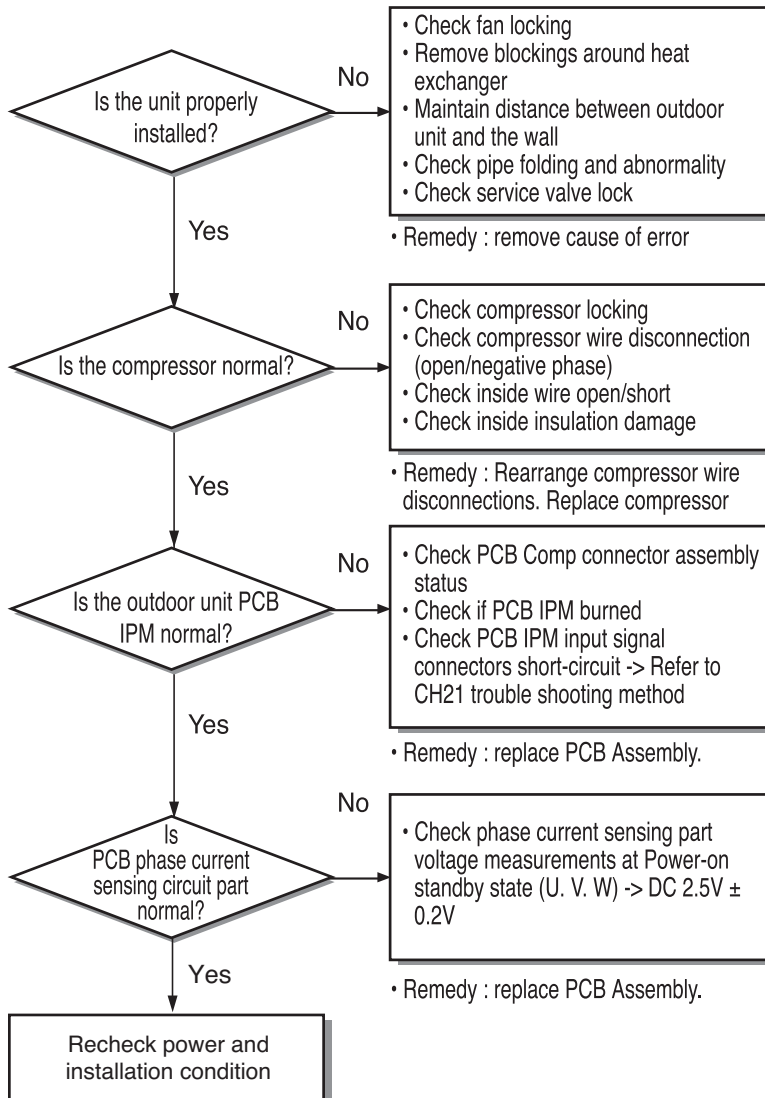 Is the unit properly
installed?
No
• Check fan locking
• Remove blockings around heat
exchanger
• Maintain distance between outdoor
unit and the wall
• Check pipe folding and abnormality
• Check service valve lock
• Remedy : remove cause of error
Yes
Is the compressor normal?
No
• Check compressor locking
• Check compressor wire disconnection
(open/negative phase)
• Check inside wire open/short
• Check inside insulation damage
• Remedy : Rearrange compressor wire
disconnections. Replace compressor
Yes
Is the outdoor unit PCB
IPM normal?
No
• Check PCB Comp connector assembly
status
• Check if PCB IPM burned
• Check PCB IPM input signal
connectors short-circuit -> Refer to
CH21 trouble shooting method
• Remedy : replace PCB Assembly.
Yes
Is
PCB phase current
sensing circuit part
normal?
No
• Check phase current sensing part
voltage measurements at Power-on
standby state (U. V. W) -> DC 2.5V ±
0.2V
• Remedy : replace PCB Assembly.
Yes
Recheck power and
installation condition